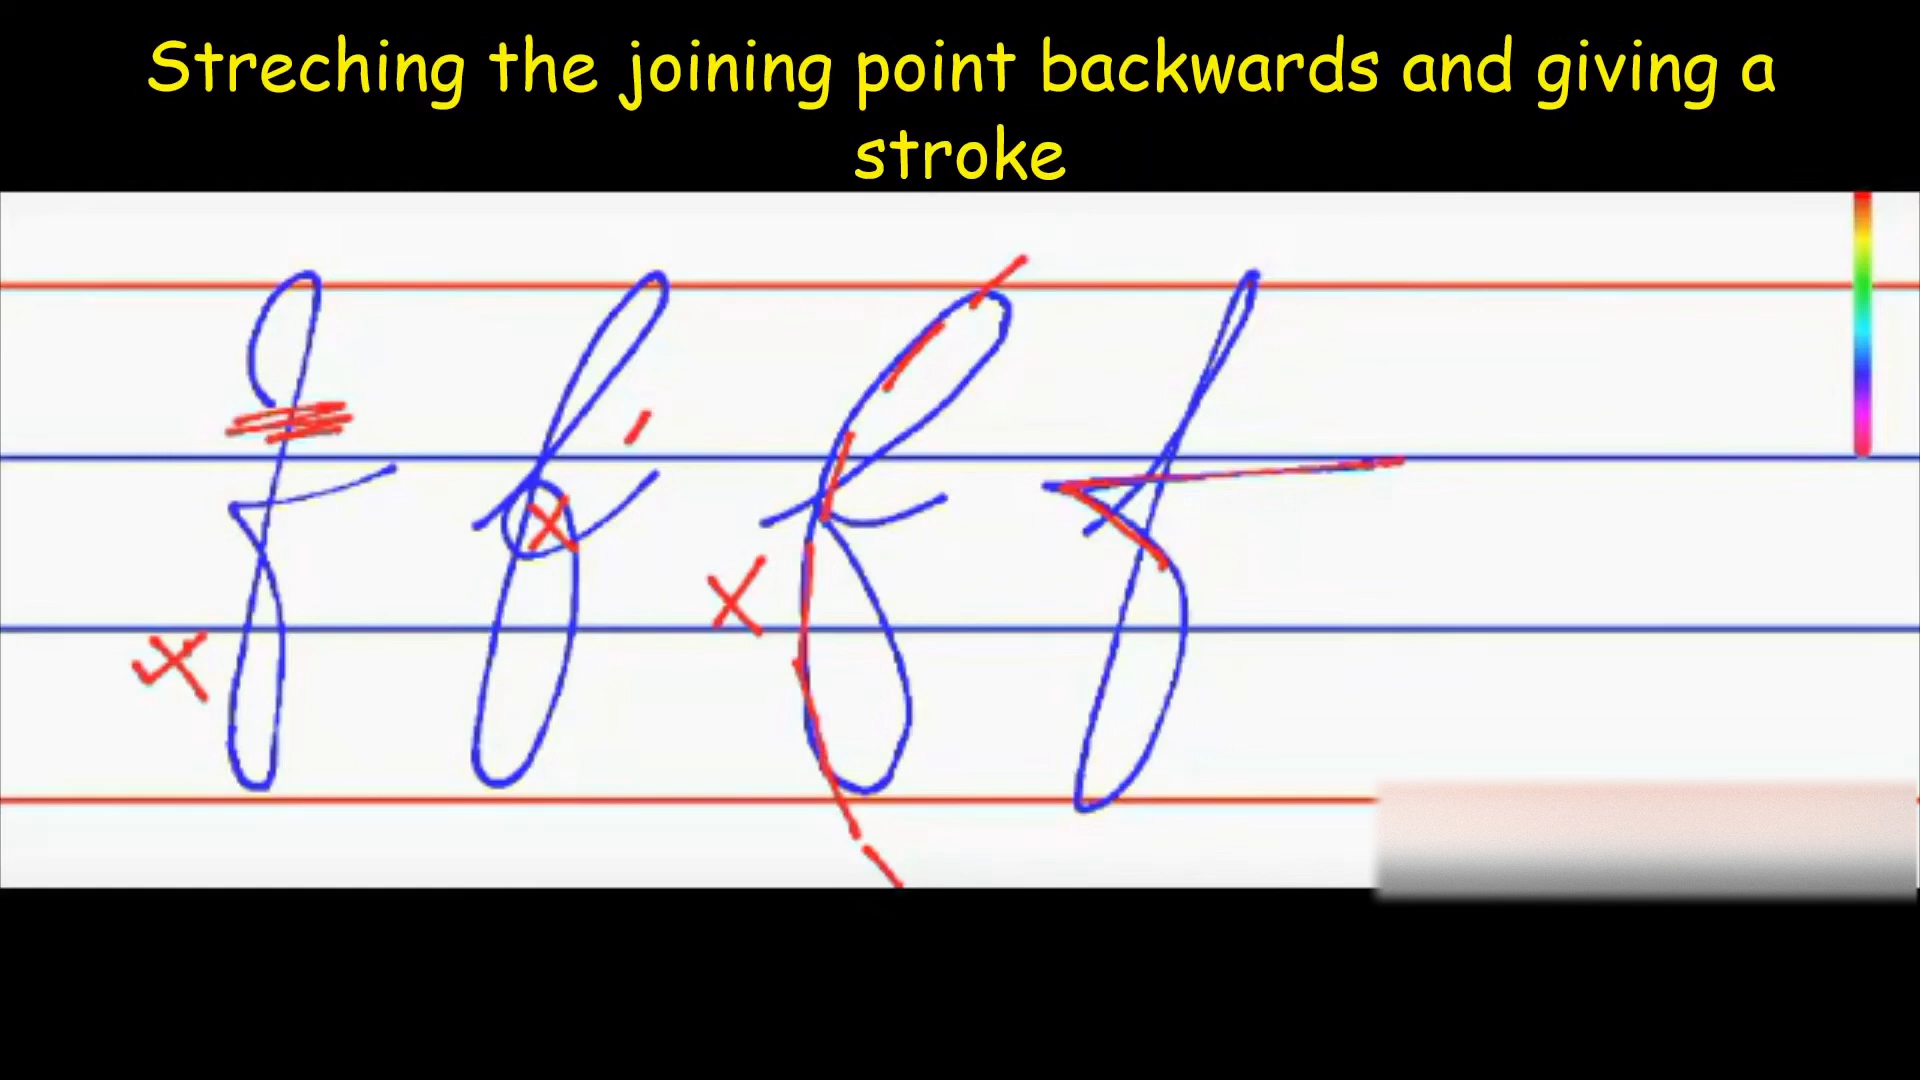 Streching the joining point backwards and giving a
stroke
f f f f